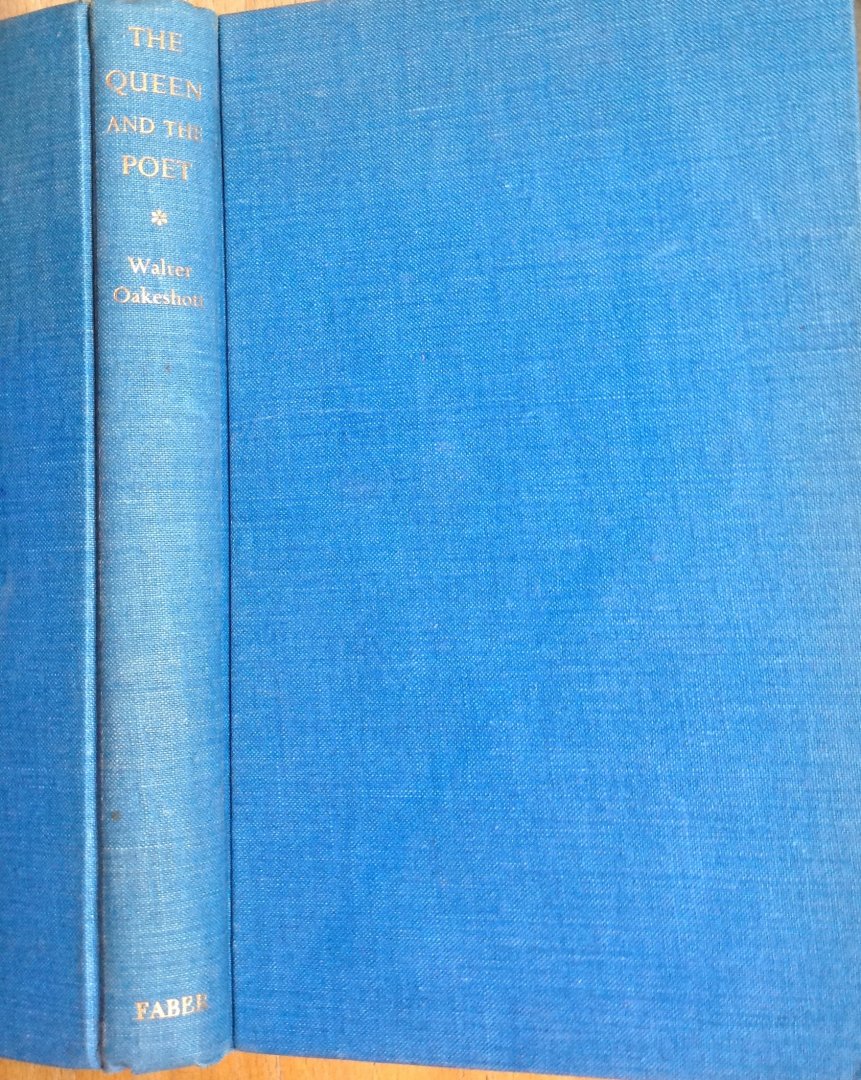 THE
QUEEN
AND THE
POET
*
Walter
Oakeshott
FABER